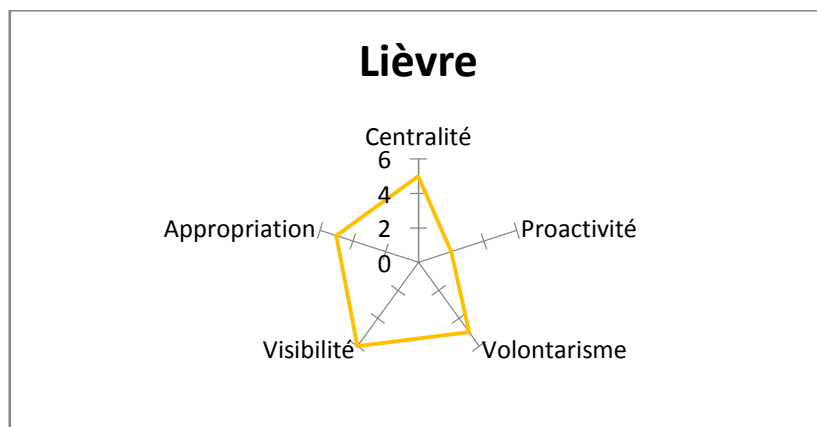 Lièvre
Centralité
6
4
2
0
Proactivité
Volontarisme
Visibilité
Appropriation